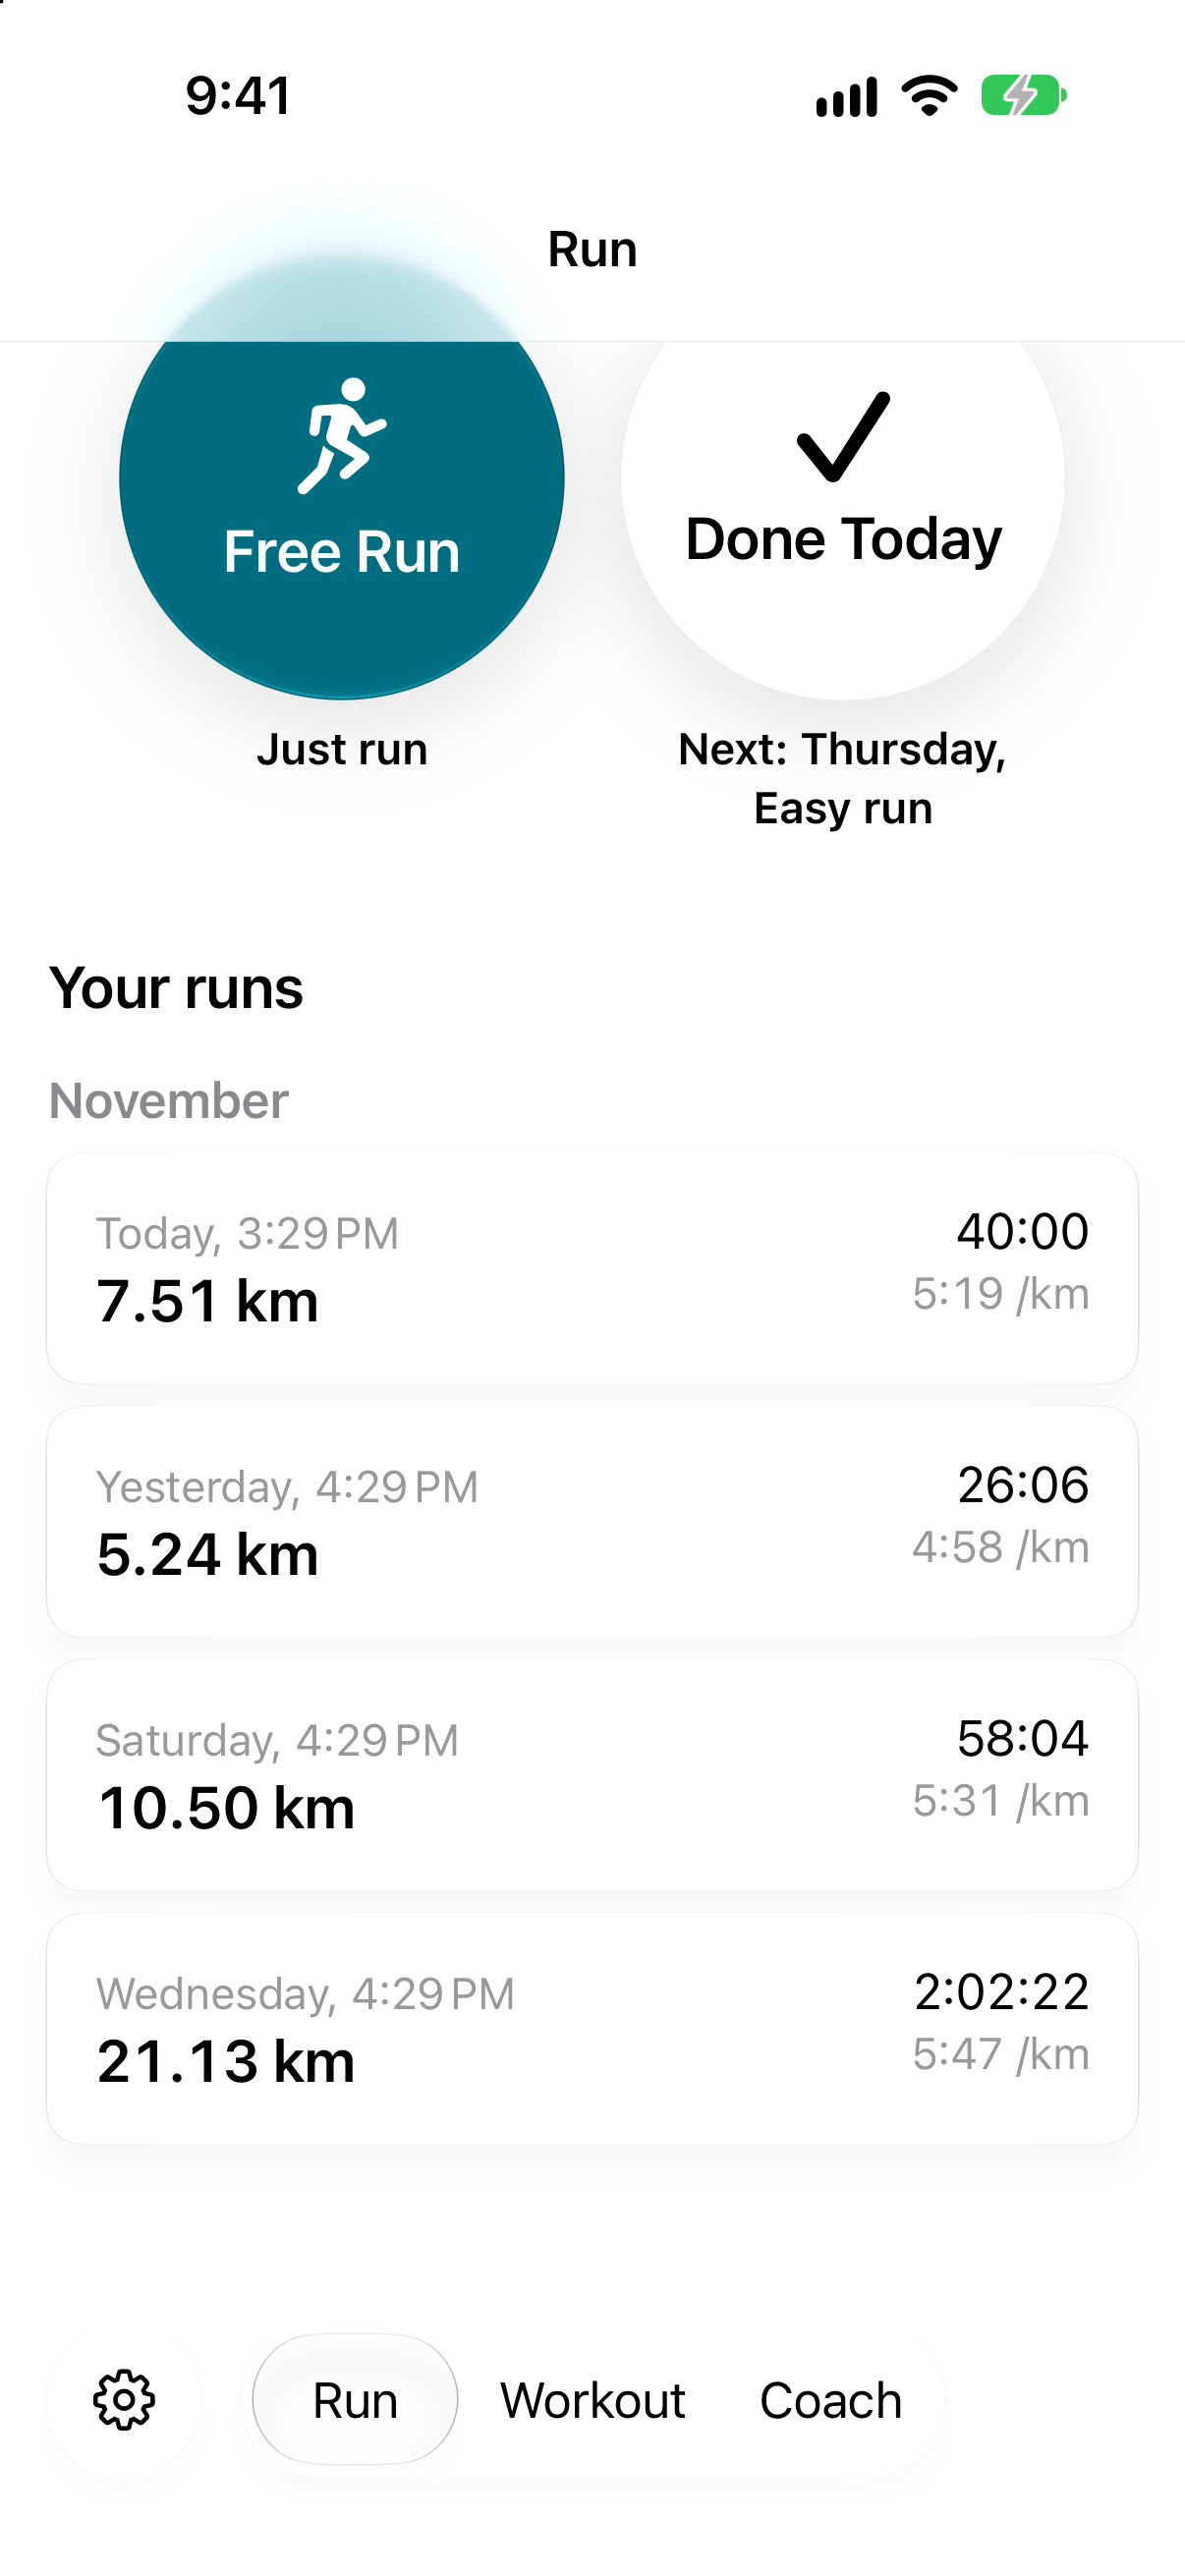 9:41
Run
Free Run
Done Today
Just run
Next: Thursday,
Easy run
Your runs
November
Today, 3:29 PM
40:00
7.51 km
5:19 /km
Yesterday, 4:29 PM
26:06
5.24 km
4:58 /km
Saturday, 4:29 PM
58:04
10.50 km
5:31 /km
Wednesday, 4:29 PM
2:02:22
21.13 km
5:47 /km
Run
Workout
Coach